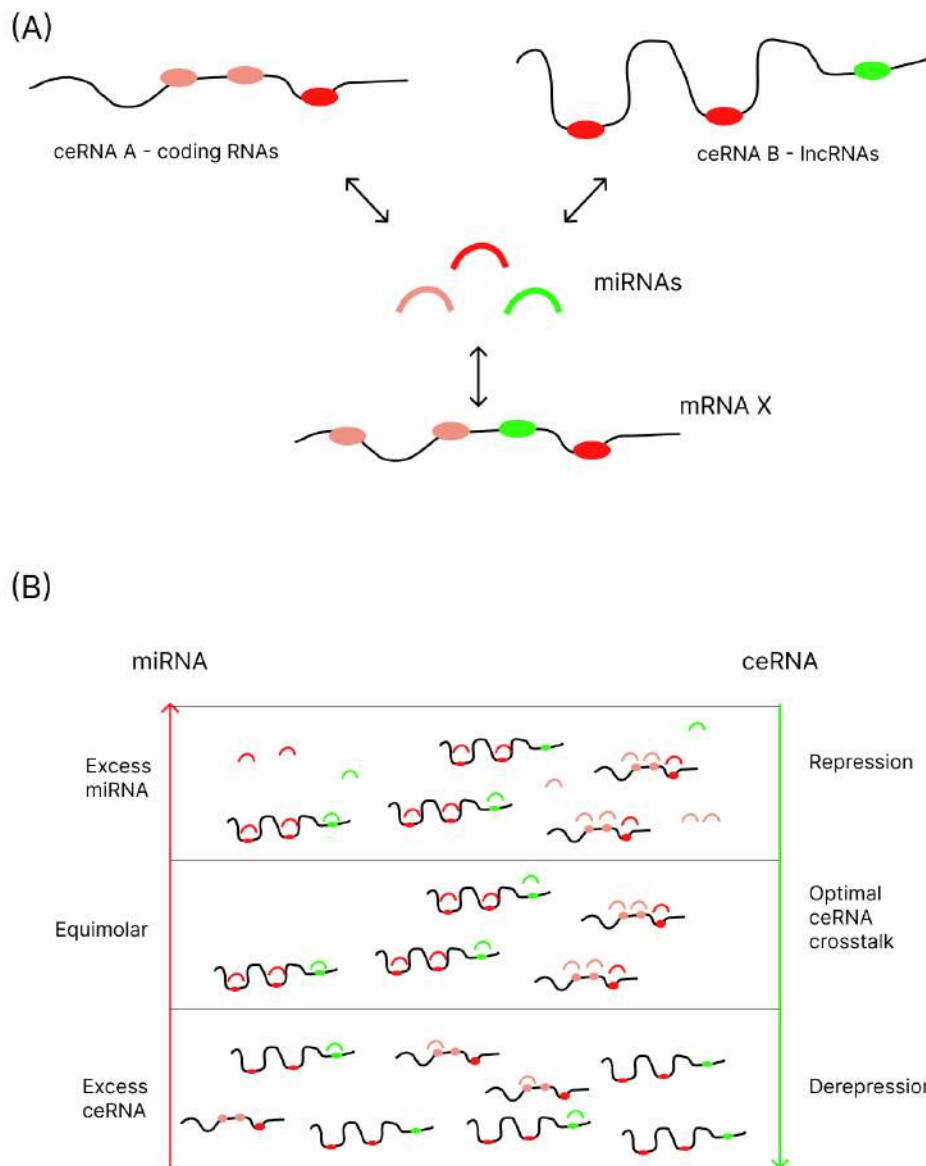 (A)
ceRNA A - coding RNAs
ceRNA B - lncRNAs
miRNAs
mRNA X
(B)
miRNA
ceRNA
Excess
miRNA
Repression
Equimolar
Optimal
ceRNA
crosstalk
Excess
ceRNA
Derepression